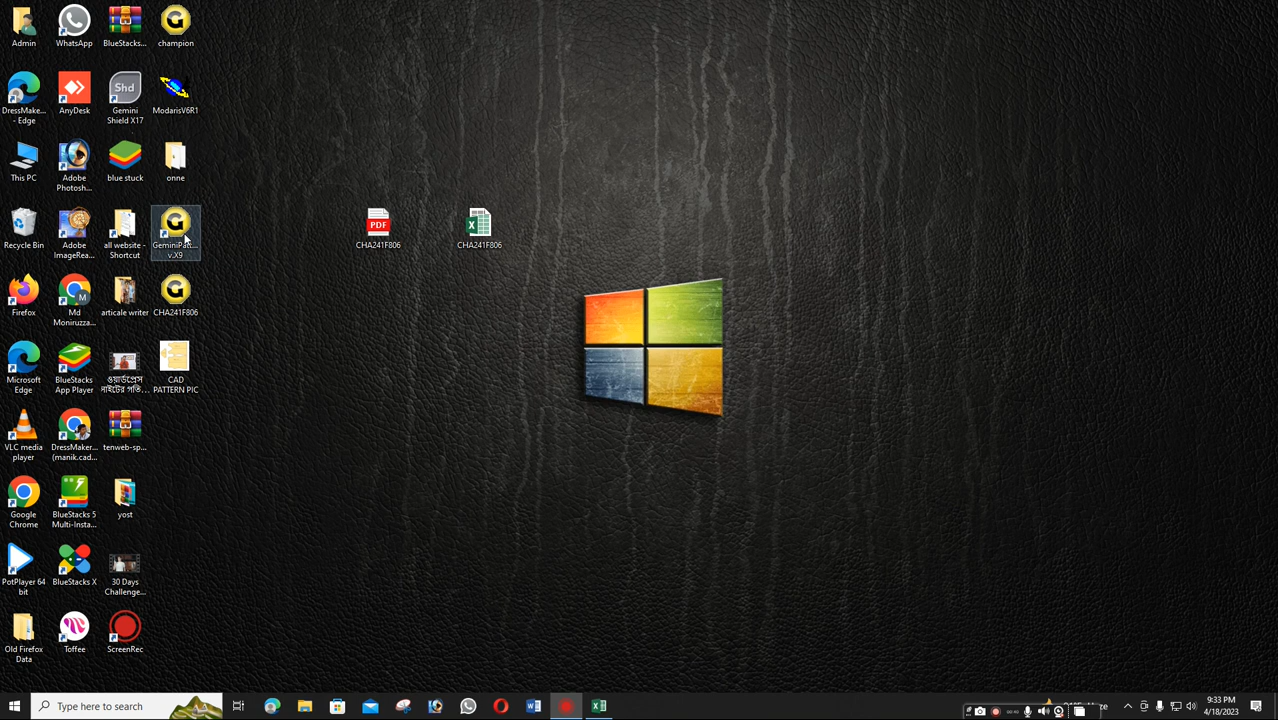 Admin
WhatsApp
BlueStacks...
champion
DressMake...
- Edge
AnyDesk
Shd
Gemini
Shield X17
ModarisV6R1
This PC
Adobe
Photosh...
blue stuck
onne
Recycle Bin
Adobe
ImageRea...
all website -
Shortcut
G
GeminiPatt...
v.X9
PDF
CHA241F806
X
CHA241F806
Firefox
M
Md
Moniruzza...
articale writer
G
CHA241F806
Microsoft
Edge
BlueStacks
App Player
ওয়ার্ডপ্রেস
CAD
PATTERN PIC
VLC media
player
DressMaker...
(manik.cad...
tenweb-sp...
Google
Chrome
BlueStacks 5
Multi-Insta...
yost
PotPlayer 64
bit
BlueStacks X
30 Days
Challenge...
Old Firefox
Data
Toffee
ScreenRec
Type here to search
9:33 PM
4/18/2023